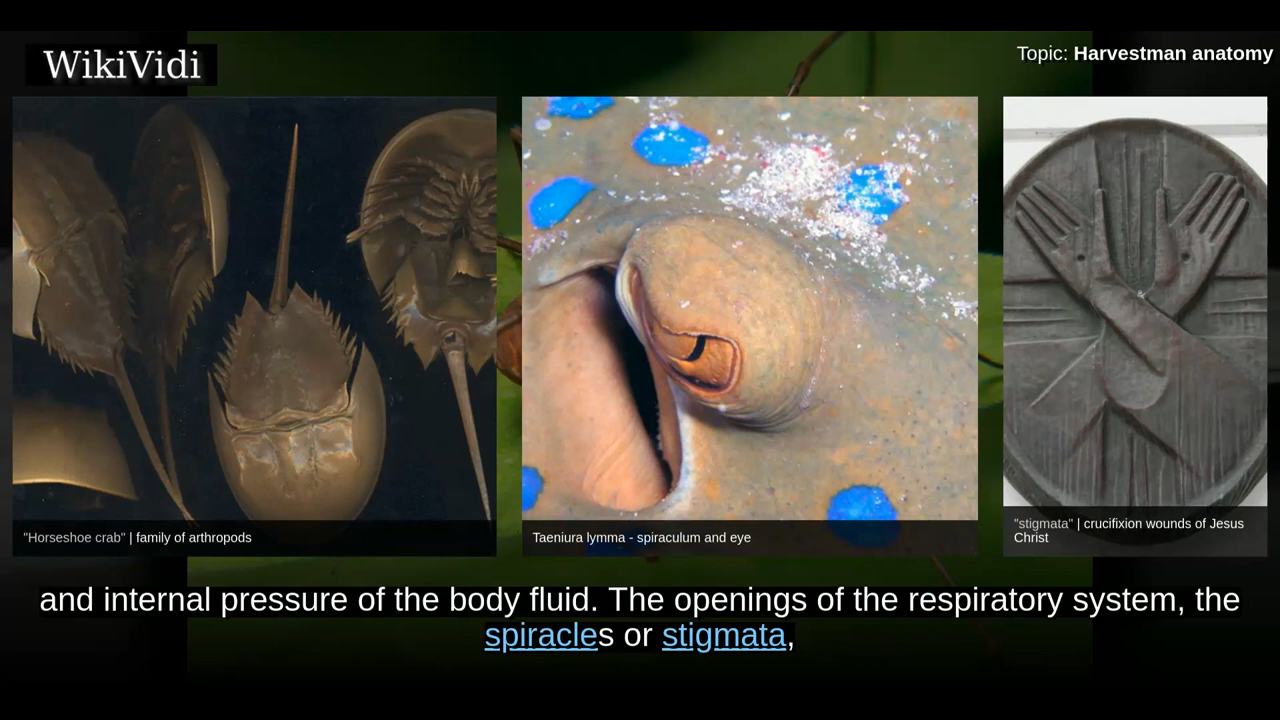 WikiVidi
Topic: Harvestman anatomy
"Horseshoe crab" | family of arthropods
Taeniura lymma - spiraculum and eye
"stigmata" | crucifixion wounds of Jesus
Christ
and internal pressure of the body fluid. The openings of the respiratory system, the
spiracles or stigmata,